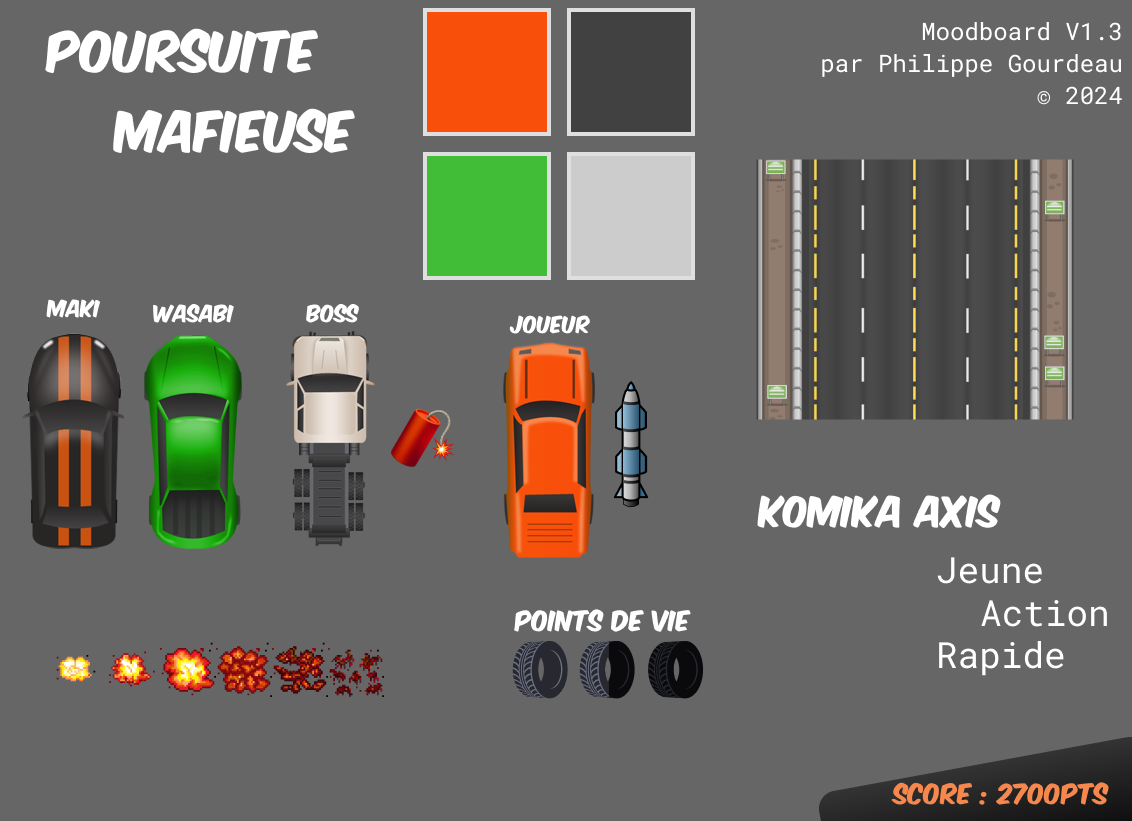 POURSUITE
MAFIEUSE
Moodboard V1.3
par Philippe Gourdeau
© 2024
MAKI
WASABI
BOSS
JOUEUR
KOMIKA AXIS
Jeune
Action
Rapide
POINTS DE VIE
SCORE : 2700PTS